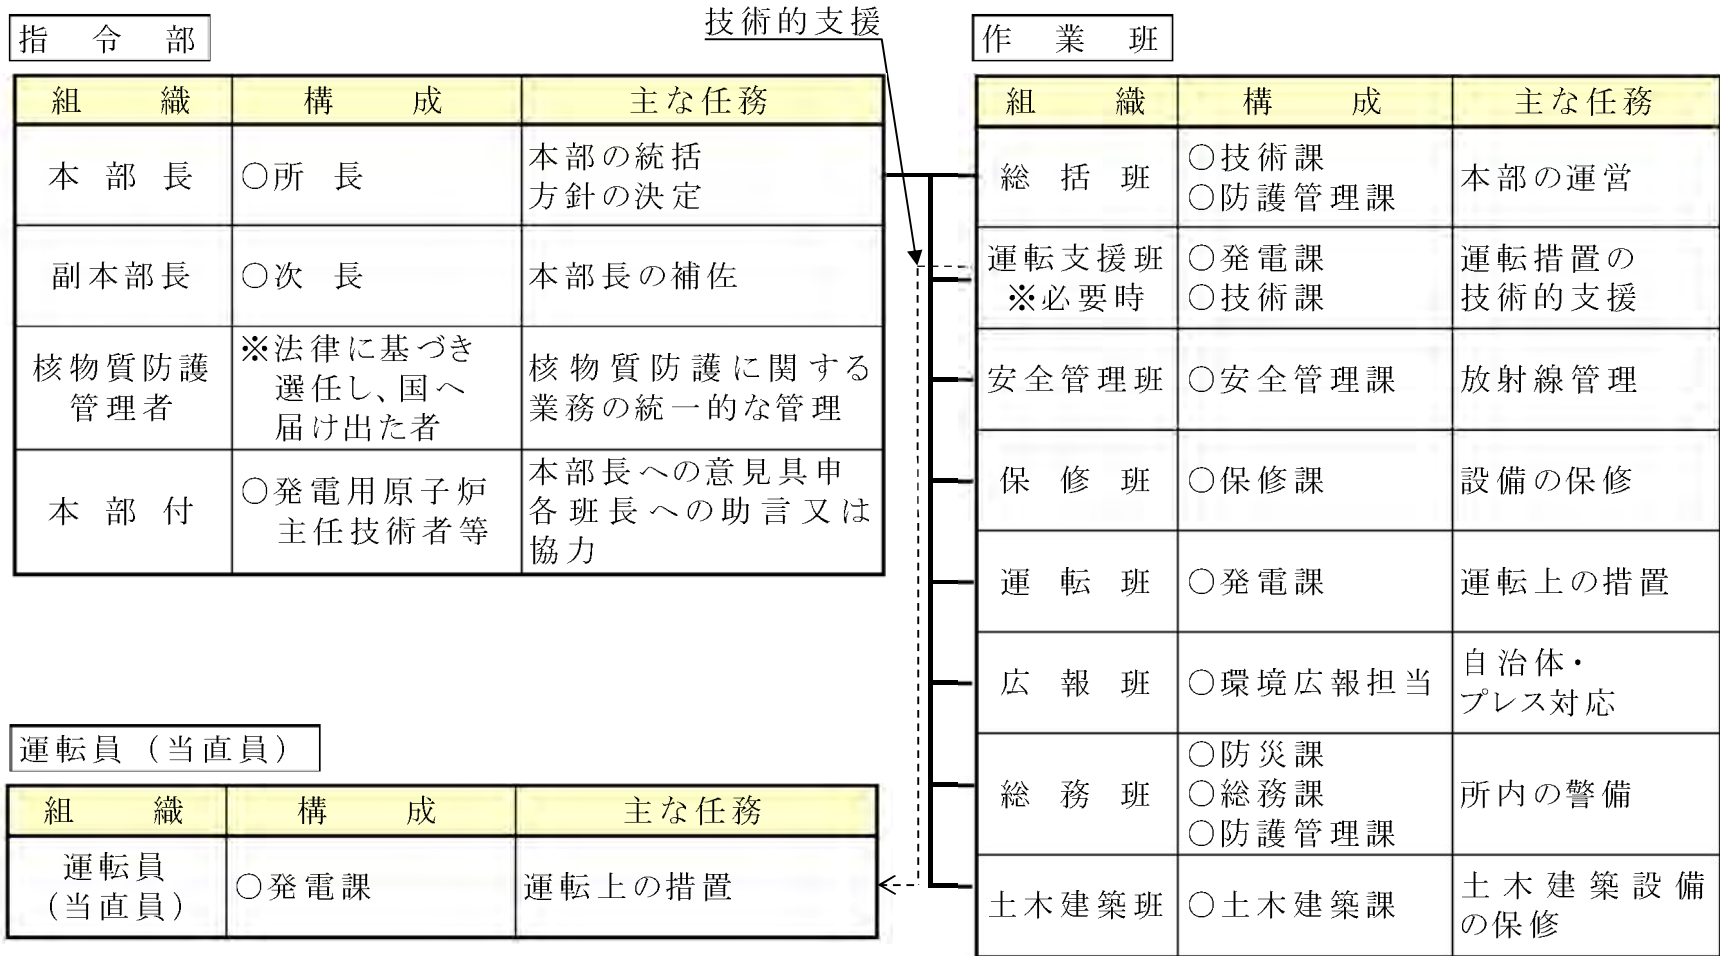 技術的支援
指令部
組織 構成 主な任務
本部長 ○所長 本部の統括
方針の決定
副本部長 ○次長 本部長の補佐
核物質防護
管理者
※法律に基づき
選任し、国へ
届け出た者
核物質防護に関する
業務の統一的な管理
本部付
○発電用原子炉
主任技術者等
本部長への意見具申
各班長への助言又は
協力
運転員（当直員）
組織 構成 主な任務
運転員
（当直員）
○発電課
運転上の措置
作業班
組織 構成 主な任務
総括班
○技術課
○防護管理課
本部の運営
運転支援班
※必要時
○発電課
○技術課
運転措置の
技術的支援
安全管理班 ○安全管理課 放射線管理
保修班 ○保修課 設備の保修
運転班 ○発電課 運転上の措置
広報班 ○環境広報担当
自治体・
プレス対応
総務班
○防災課
○総務課
○防護管理課
所内の警備
土木建築班 ○土木建築課
土木建築設備
の保修